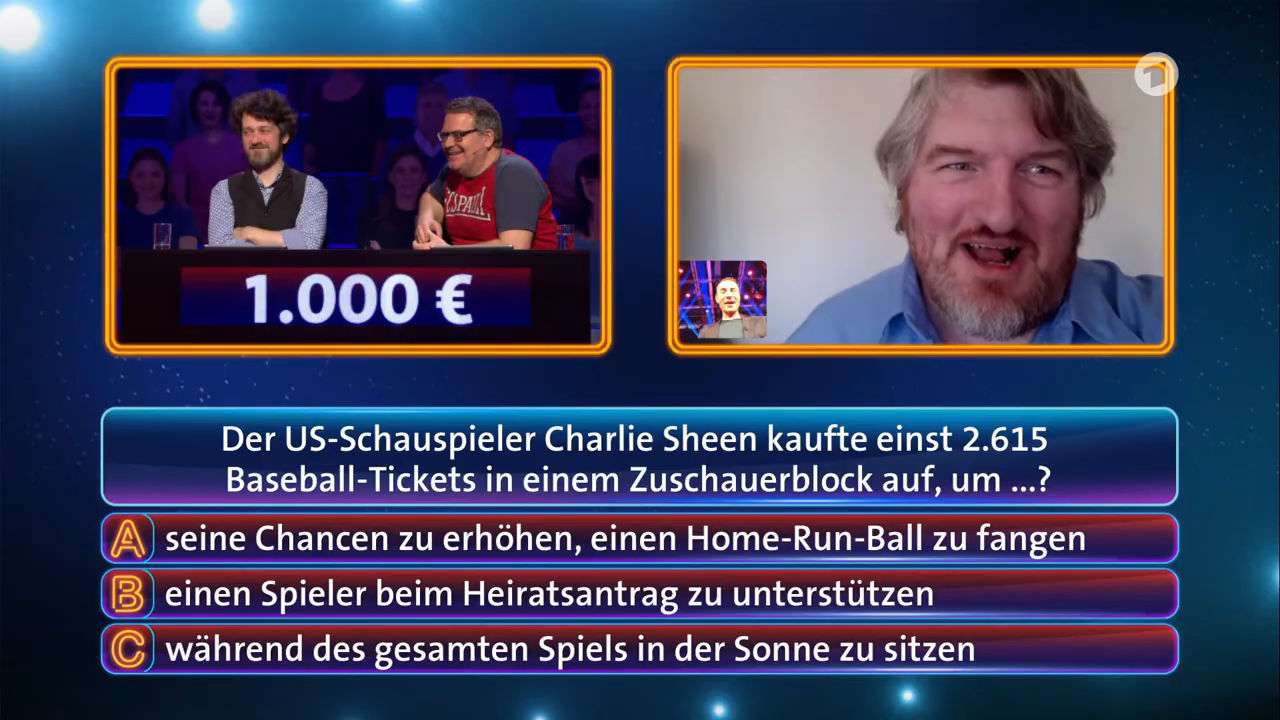 1.000 €
Der US-Schauspieler Charlie Sheen kaufte einst 2.615
Baseball-Tickets in einem Zuschauerblock auf, um ...?
A seine Chancen zu erhöhen, einen Home-Run-Ball zu fangen
B einen Spieler beim Heiratsantrag zu unterstützen
C während des gesamten Spiels in der Sonne zu sitzen